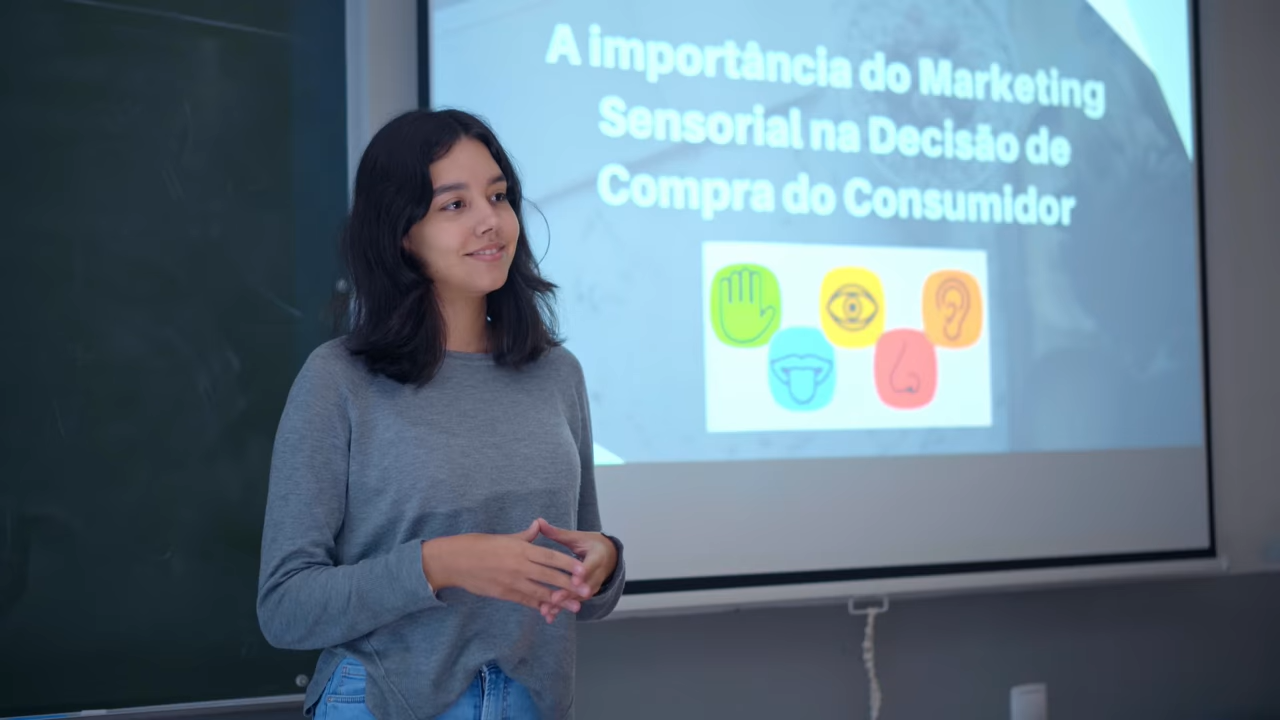 A importância do Marketing
Sensorial na Decisão de
Compra do Consumidor